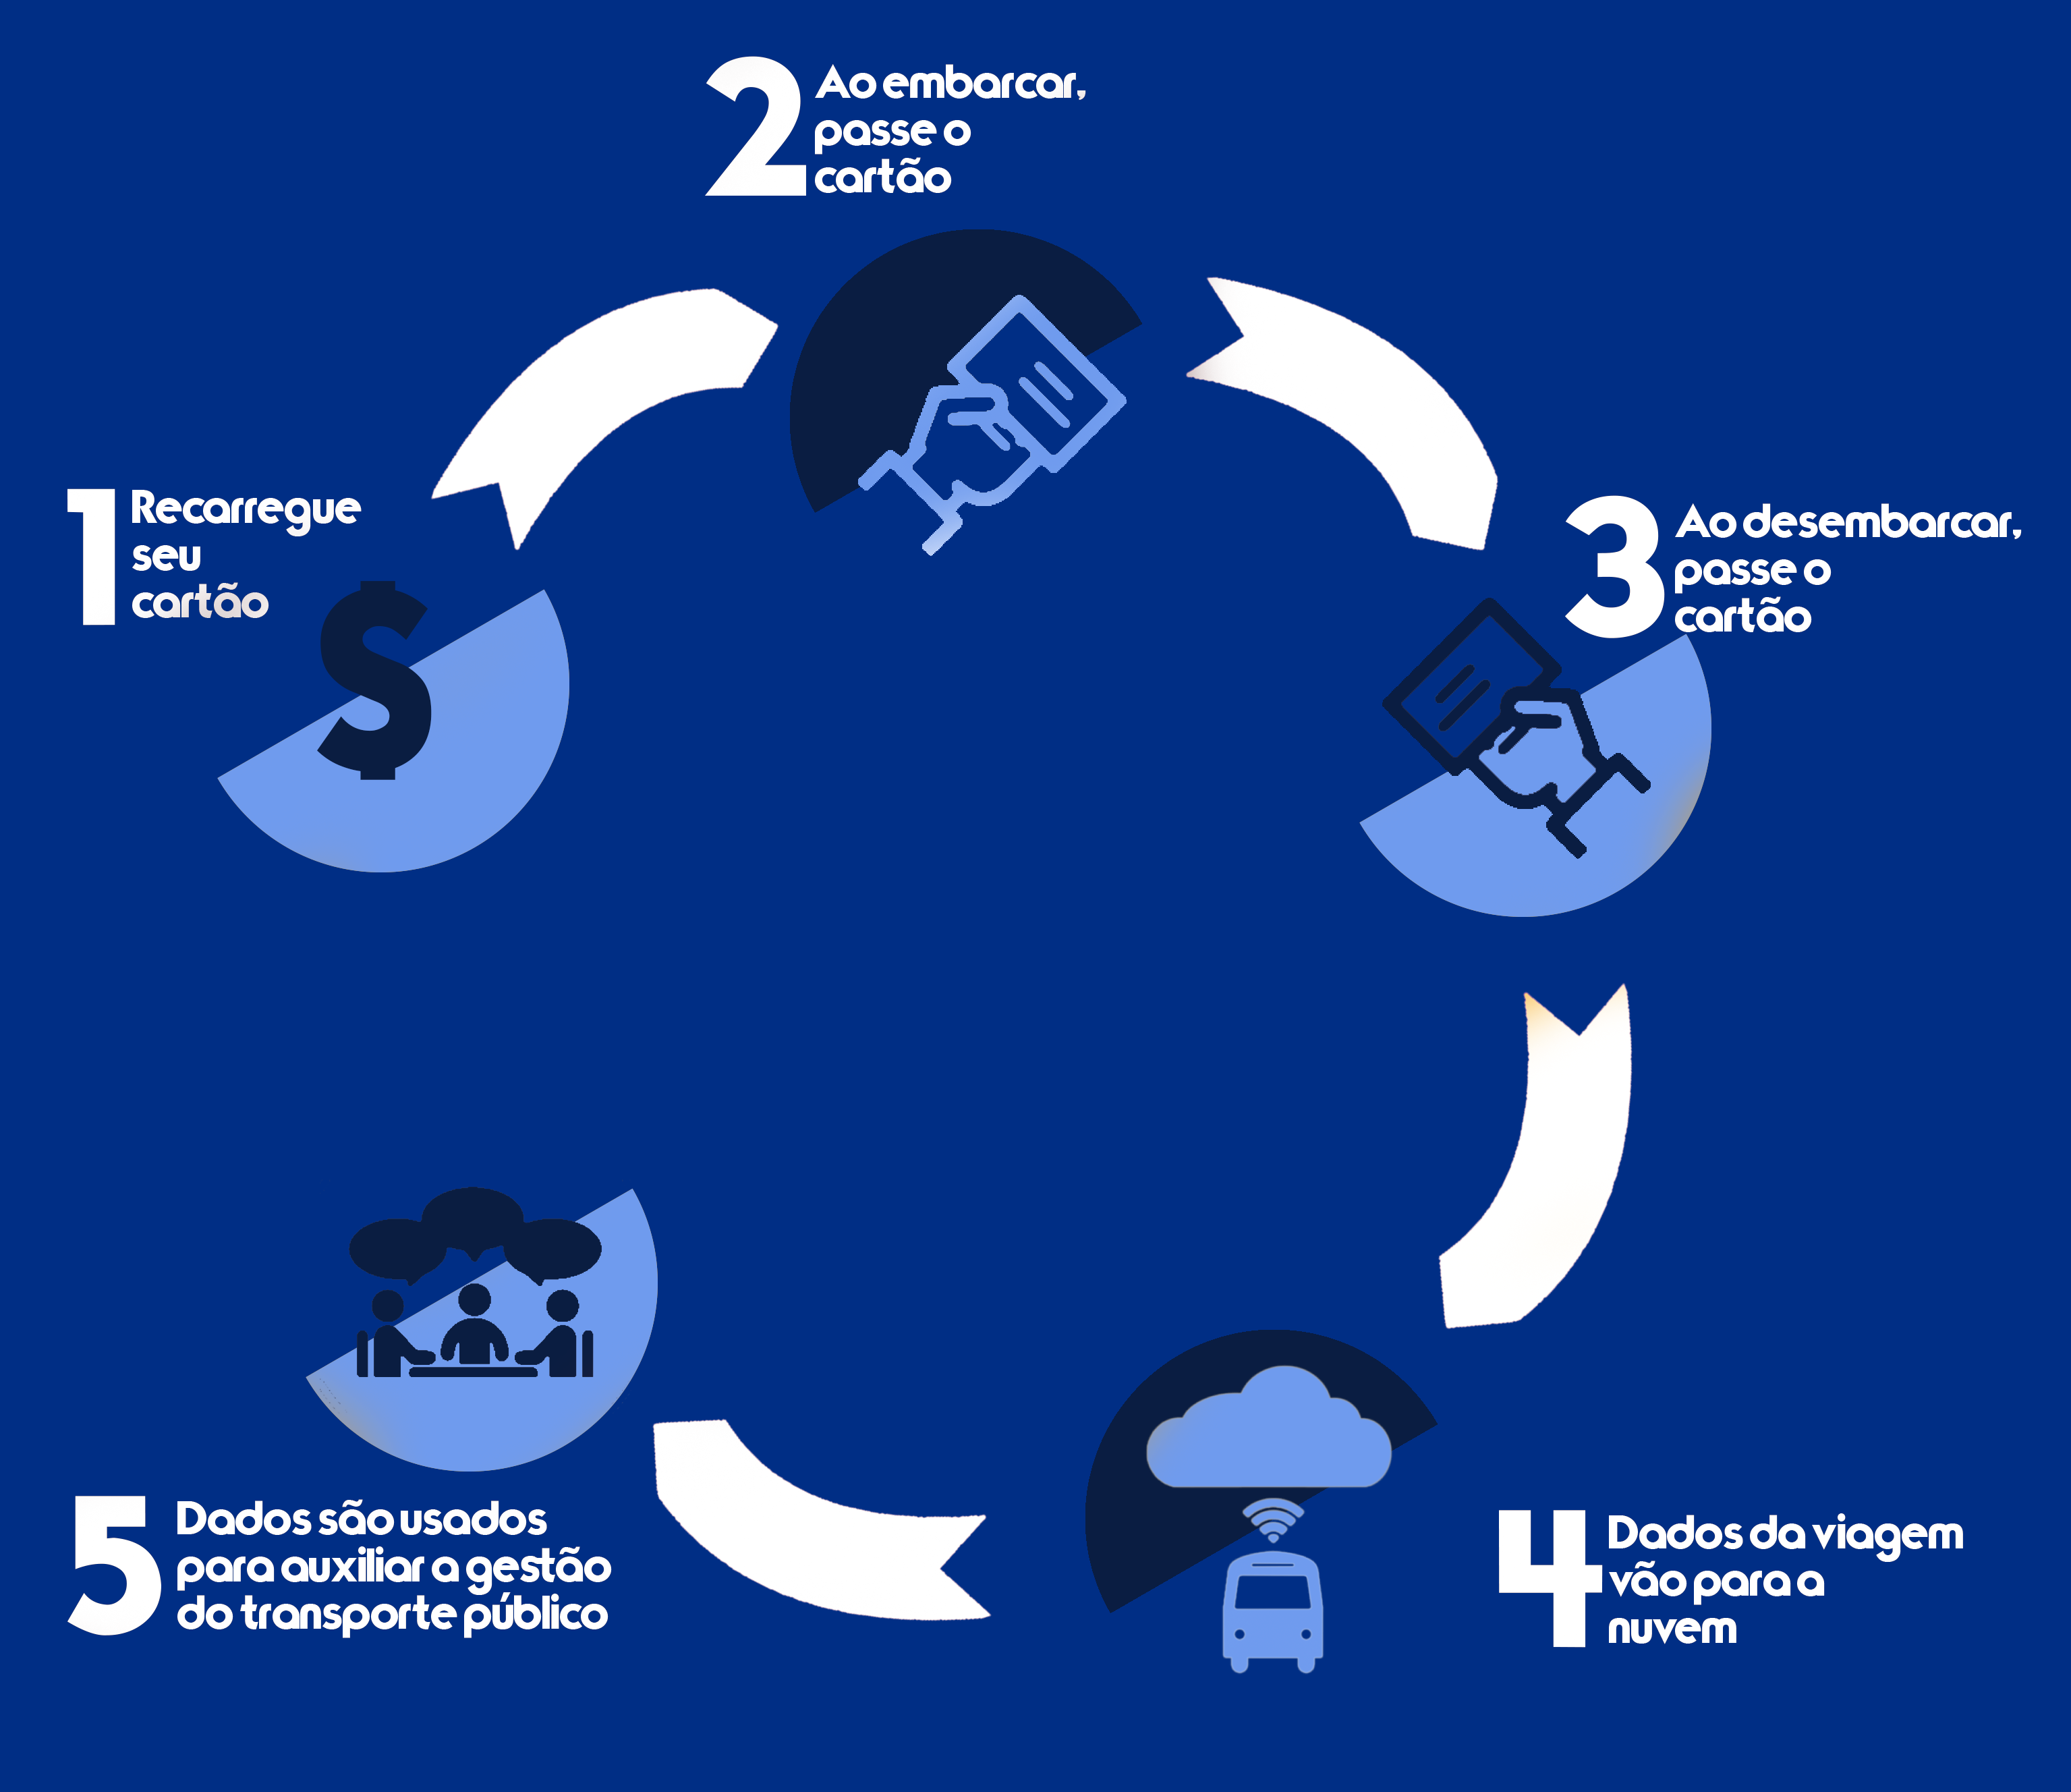 1
Recarregue
seu
cartão
2
Ao embarcar,
passe o
cartão
3
Ao desembarcar,
passe o
cartão
4
Dados da viagem
vão para a
nuvem
5
Dados são usados
para auxiliar a gestão
do transporte público
$